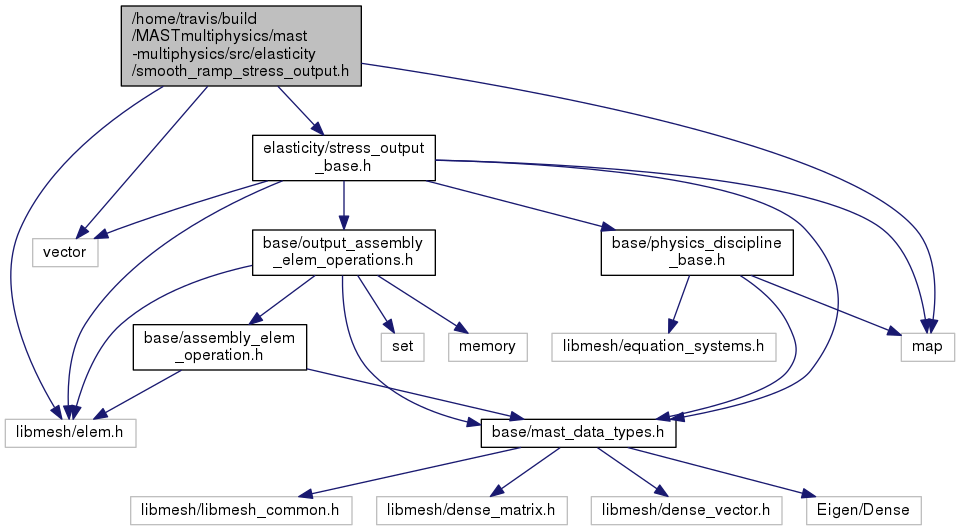 /home/travis/build
/MASTmultiphysics/mast
-multiphysics/src/elasticity
/smooth_ramp_stress_output.h
elasticity/stress_output
_base.h
vector
base/output_assembly
_elem_operations.h
base/physics_discipline
_base.h
base/assembly_elem
_operation.h
set
memory
libmesh/equation_systems.h
map
libmesh/elem.h
base/mast_data_types.h
libmesh/libmesh_common.h
libmesh/dense_matrix.h
libmesh/dense_vector.h
Eigen/Dense